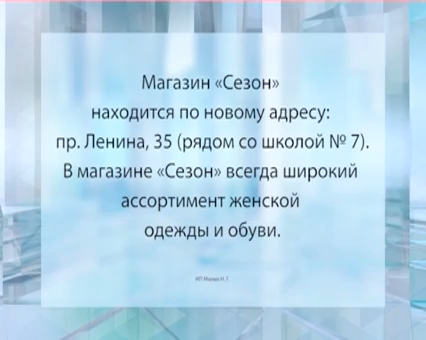 Магазин «Сезон»
находится по новому адресу:
пр. Ленина, 35 (рядом со школой № 7).
В магазине «Сезон» всегда широкий
ассортимент женской
одежды и обуви.
ИП